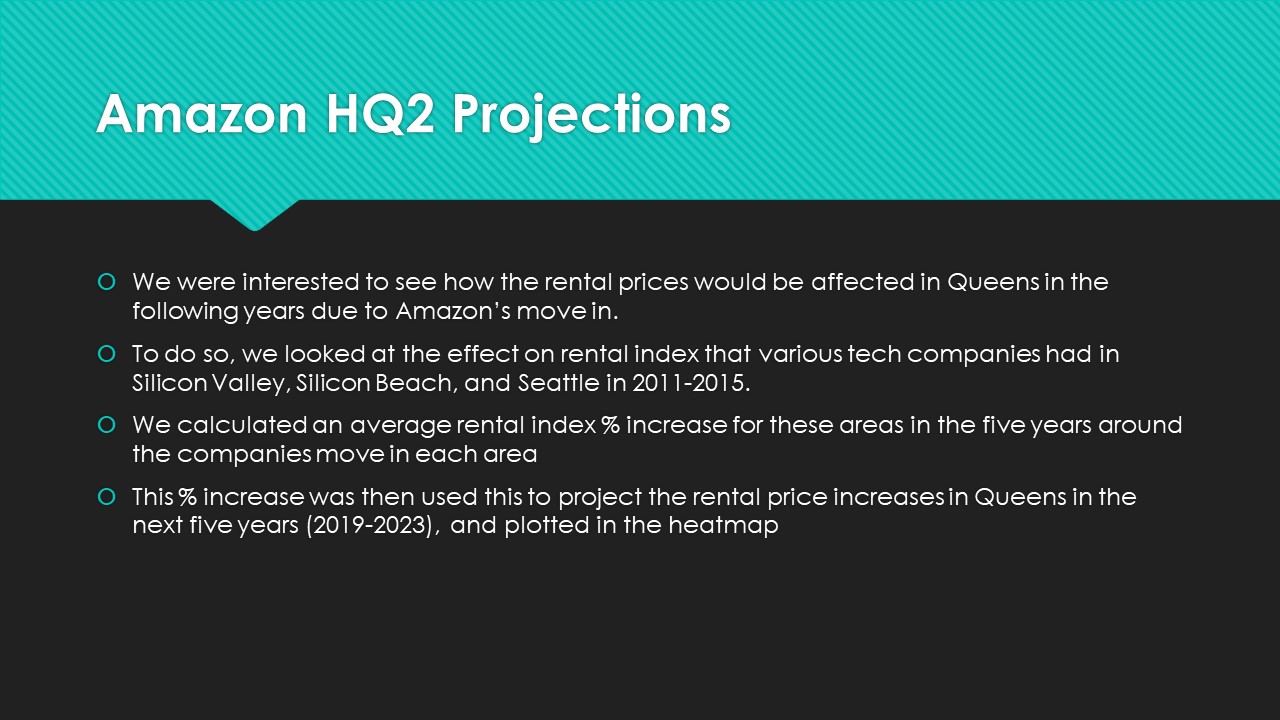 Amazon HQ2 Projections
We were interested to see how the rental prices would be affected in Queens in the
following years due to Amazon’s move in.
To do so, we looked at the effect on rental index that various tech companies had in
Silicon Valley, Silicon Beach, and Seattle in 2011-2015.
We calculated an average rental index % increase for these areas in the five years around
the companies move in each area
This % increase was then used this to project the rental price increases in Queens in the
next five years (2019-2023), and plotted in the heatmap